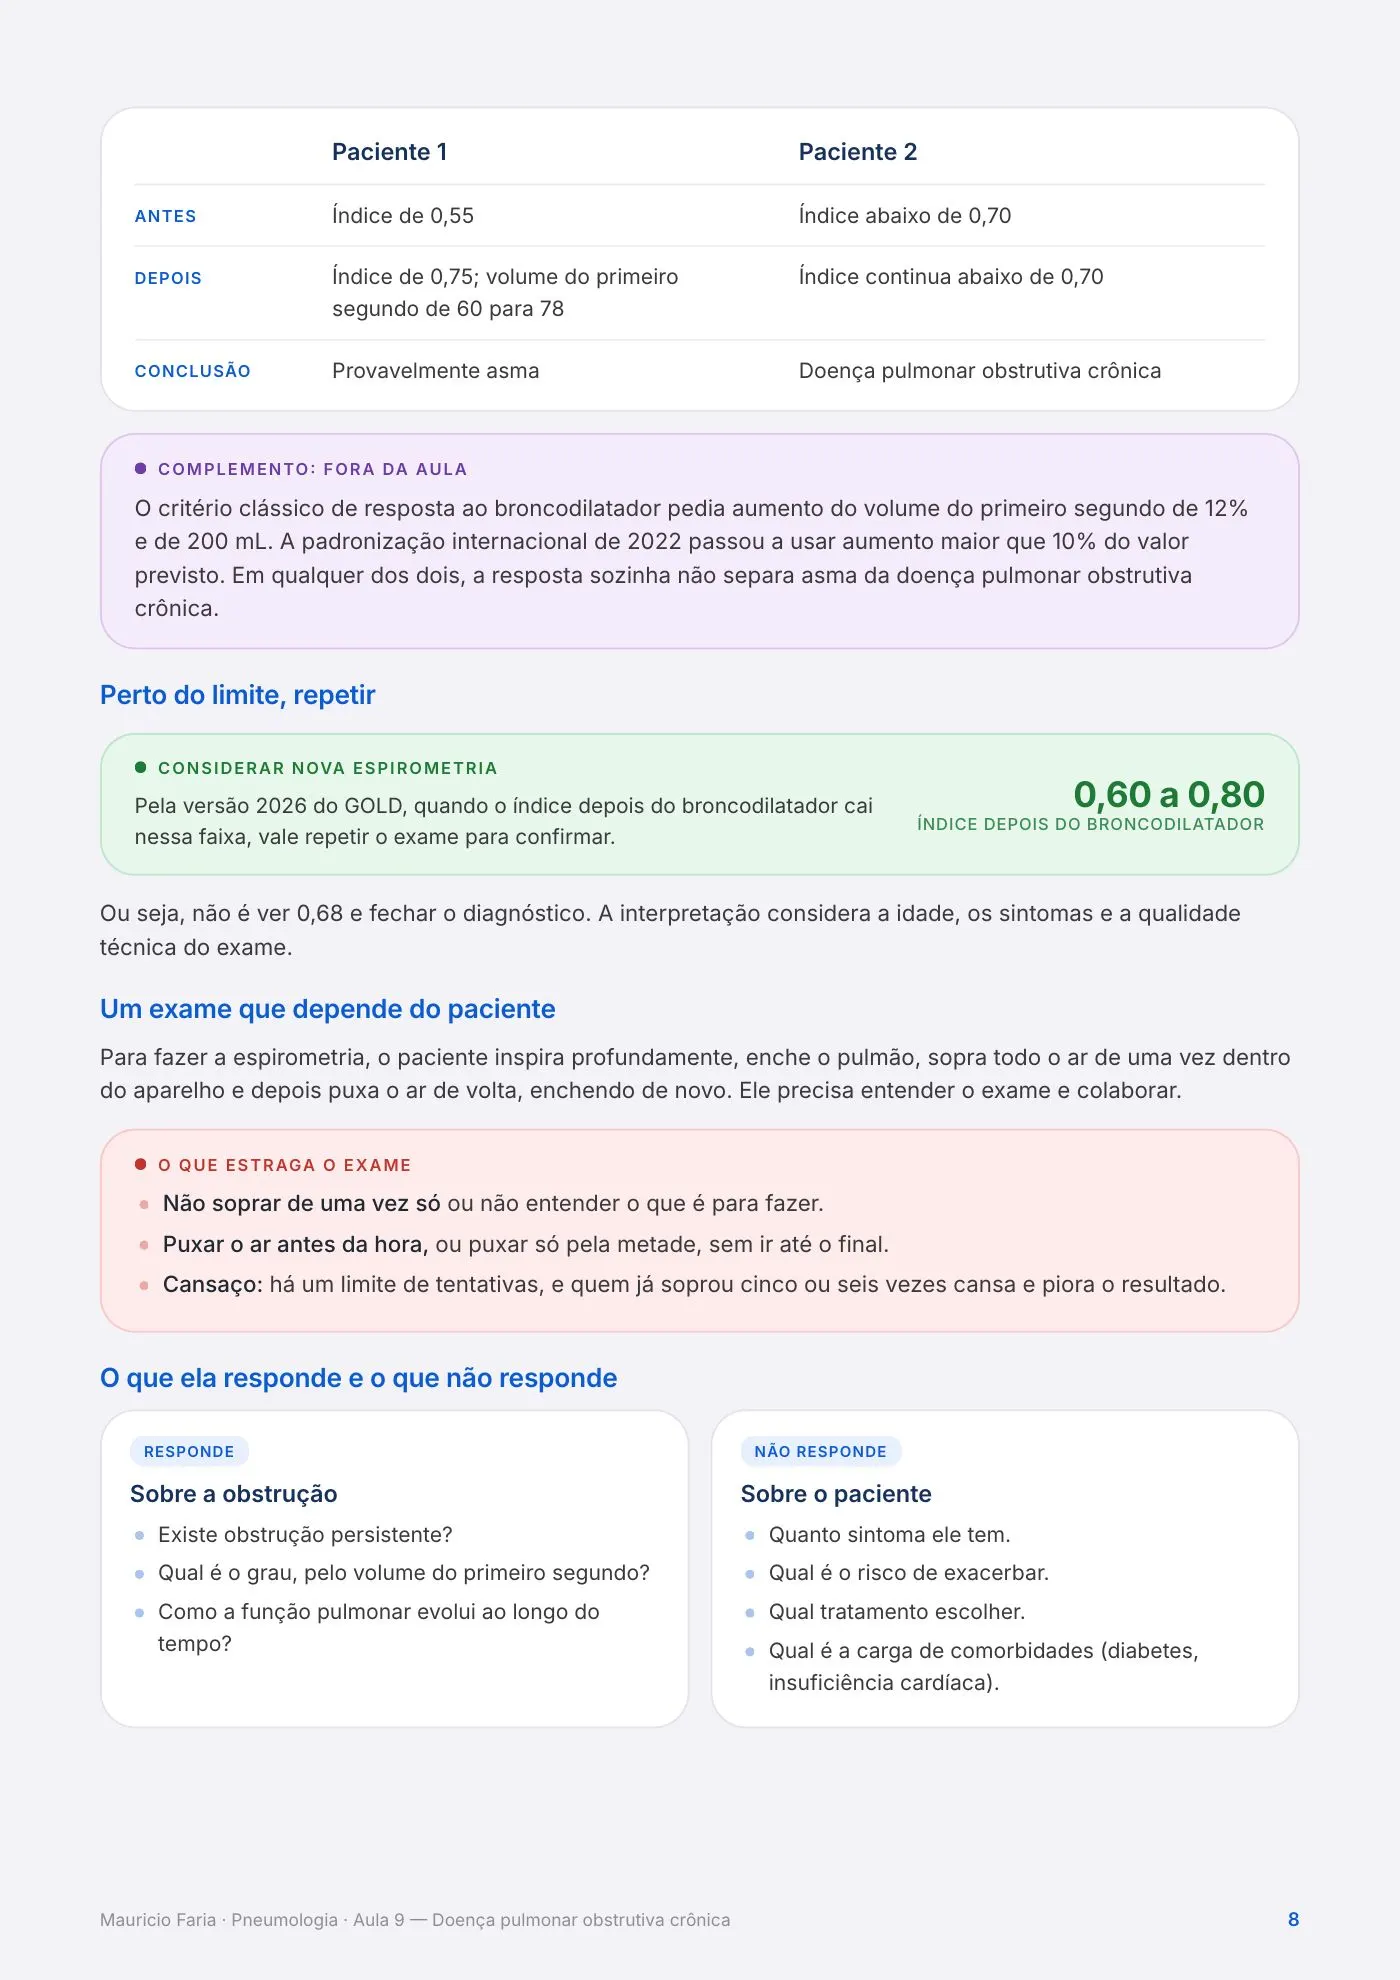 Paciente 1 Paciente 2
ANTES Índice de 0,55 Índice abaixo de 0,70
DEPOIS Índice de 0,75; volume do primeiro Índice continua abaixo de 0,70
segundo de 60 para 78
CONCLUSÃO Provavelmente asma Doença pulmonar obstrutiva crônica
COMPLEMENTO: FORA DA AULA
O critério clássico de resposta ao broncodilatador pedia aumento do volume do primeiro segundo de 12%
e de 200 mL. A padronização internacional de 2022 passou a usar aumento maior que 10% do valor
previsto. Em qualquer dos dois, a resposta sozinha não separa asma da doença pulmonar obstrutiva
crônica.
Perto do limite, repetir
CONSIDERAR NOVA ESPIROMETRIA
Pela versão 2026 do GOLD, quando o índice depois do broncodilatador cai
nessa faixa, vale repetir o exame para confirmar.
0,60 a 0,80
ÍNDICE DEPOIS DO BRONCODILATADOR
Ou seja, não é ver 0,68 e fechar o diagnóstico. A interpretação considera a idade, os sintomas e a qualidade
técnica do exame.
Um exame que depende do paciente
Para fazer a espirometria, o paciente inspira profundamente, enche o pulmão, sopra todo o ar de uma vez dentro
do aparelho e depois puxa o ar de volta, enchendo de novo. Ele precisa entender o exame e colaborar.
O QUE ESTRAGA O EXAME
Não soprar de uma vez só ou não entender o que é para fazer.
Puxar o ar antes da hora, ou puxar só pela metade, sem ir até o final.
Cansaço: há um limite de tentativas, e quem já soprou cinco ou seis vezes cansa e piora o resultado.
O que ela responde e o que não responde
RESPONDE
Sobre a obstrução
Existe obstrução persistente?
Qual é o grau, pelo volume do primeiro segundo?
Como a função pulmonar evolui ao longo do
tempo?
NÃO RESPONDE
Sobre o paciente
Quanto sintoma ele tem.
Qual é o risco de exacerbar.
Qual tratamento escolher.
Qual é a carga de comorbidades (diabetes,
insuficiência cardíaca).
Mauricio Faria · Pneumologia · Aula 9 — Doença pulmonar obstrutiva crônica 8